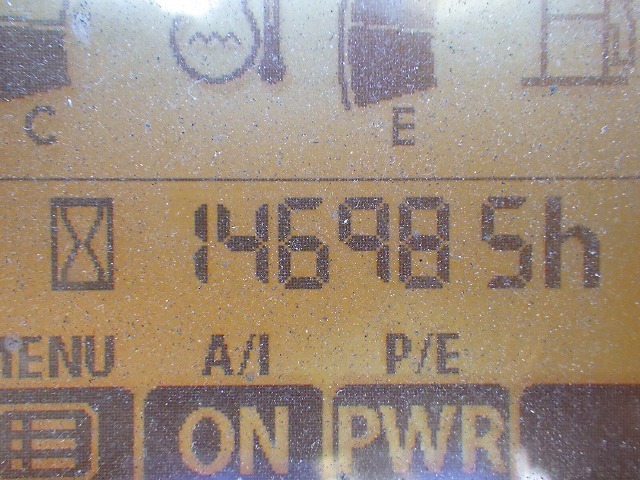 C E
14698 5h
MENU A/I P/E
ON PWR